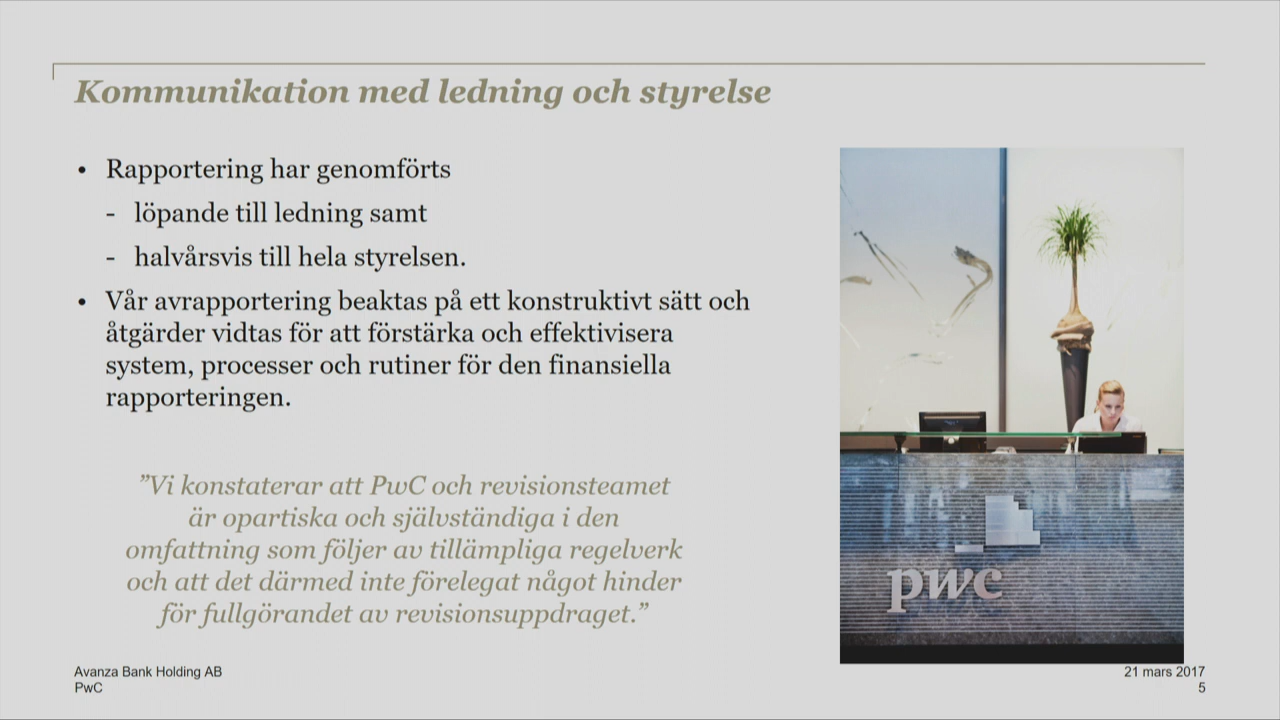 Kommunikation med ledning och styrelse
• Rapportering har genomförts
- löpande till ledning samt
- halvårsvis till hela styrelsen.
• Vår avrapportering beaktas på ett konstruktivt sätt och
åtgärder vidtas för att förstärka och effektivisera
system, processer och rutiner för den finansiella
rapporteringen.
”Vi konstaterar att PwC och revisionsteamet
är opartiska och självständiga i den
omfattning som följer av tillämpliga regelverk
och att det därmed inte förelegat något hinder
för fullgörandet av revisionsuppdraget.”
pwc
Avanza Bank Holding AB
PwC
21 mars 2017
5